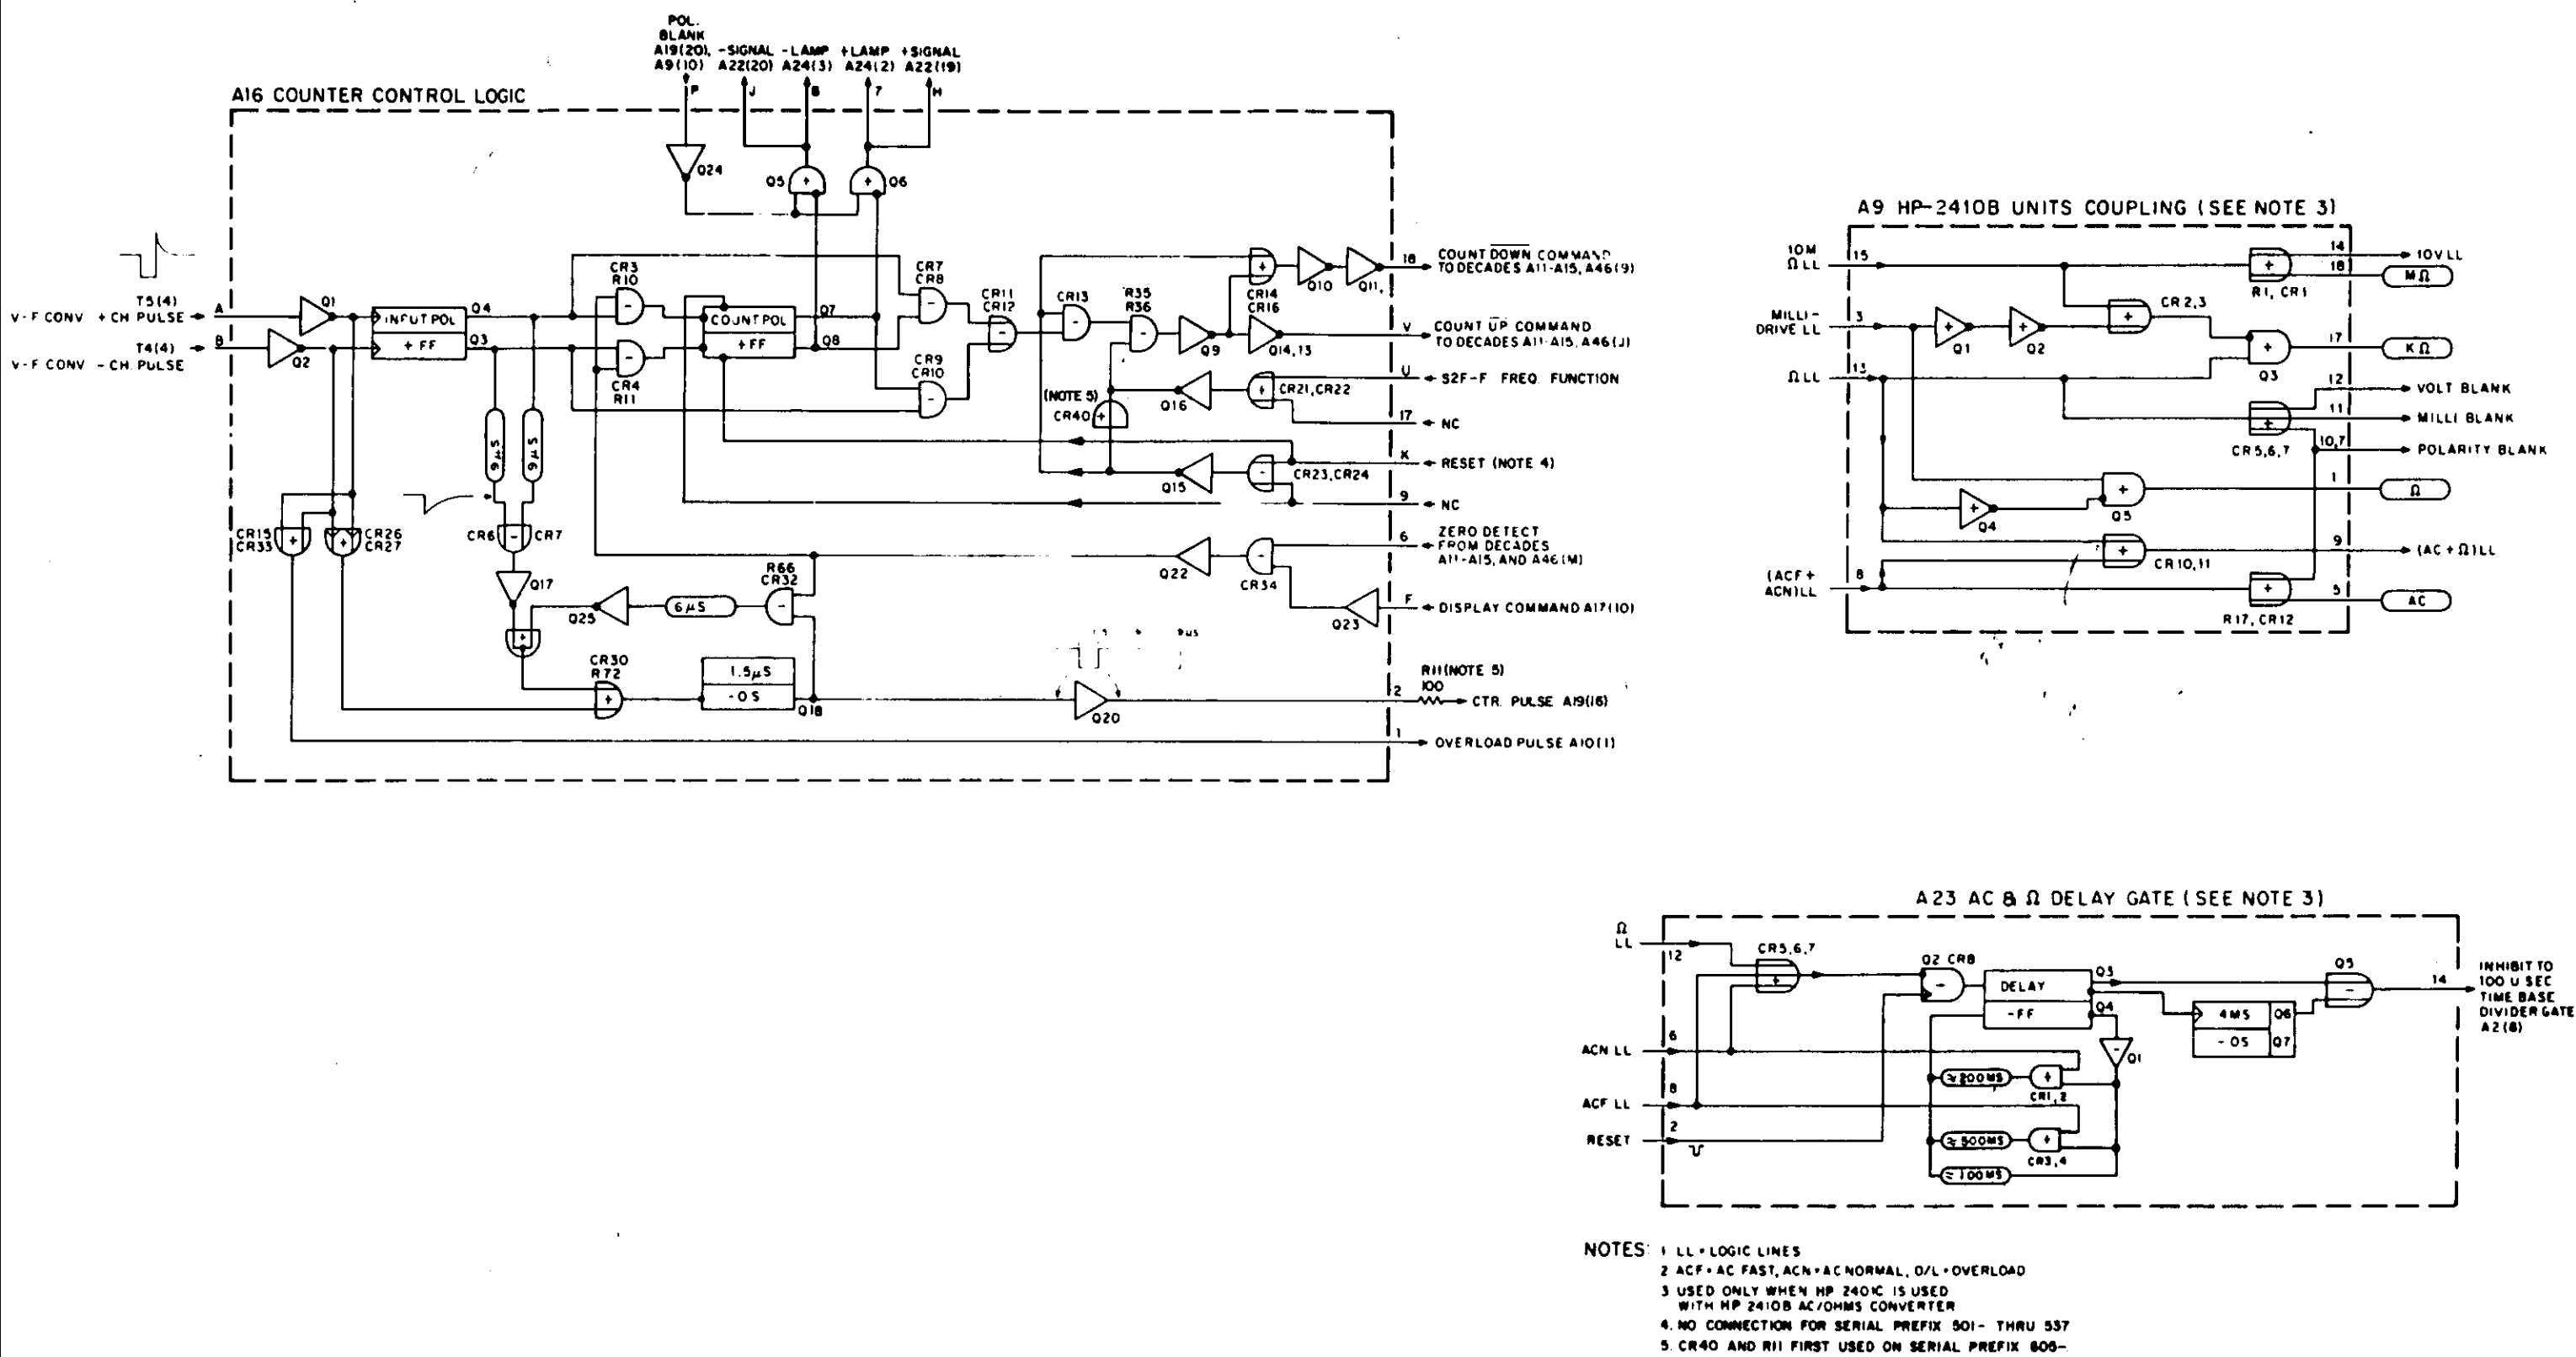 POL.
BLANK
A19(20),
A9(10)
-SIGNAL
A22(20)
-LAMP
A24(3)
+LAMP
A24(2)
+SIGNAL
A22(19)
P
J
7
H
A16 COUNTER CONTROL LOGIC
Q24
Q5
+
+
Q6
T5(4)
V-F CONV + CH PULSE
A
Q1
T4(4)
V-F CONV - CH. PULSE
B
Q2
INPUT POL
+ FF
Q4
Q3
CR3
R10
-
-
CR4
R11
COUNT POL
+ FF
Q7
Q8
CR7
CR8
-
CR9
CR10
-
CR11
CR12
-
CR13
-
R35
R36
-
Q9
CR14
CR16
+
Q10
Q11,
Q14,13
18
COUNT DOWN COMMAND
TO DECADES A11-A15, A46(9)
V
COUNT UP COMMAND
TO DECADES A11-A15, A46(J)
U
S2F-F FREQ. FUNCTION
17
NC
K
RESET (NOTE 4)
9
NC
6
ZERO DETECT
FROM DECADES
A11-A15, AND A46(M)
F
DISPLAY COMMAND A17(10)
R11(NOTE 5)
100
2
CTR. PULSE A19(16)
1
OVERLOAD PULSE A10(1)
(NOTE 5)
CR40
+
Q16
+
CR21,CR22
Q15
-
CR23,CR24
Q22
-
CR34
Q23
9µS
9µS
CR15
CR33
+
+
CR26
CR27
CR6
-
CR7
Q17
Q25
6µS
R66
CR32
-
+
CR30
R72
+
1.5µS
- OS
Q18
Q20
A9 HP-2410B UNITS COUPLING (SEE NOTE 3)
10M
Ω LL
15
MILLI-
DRIVE LL
3
Ω LL
13
(ACF +
ACN)LL
8
+
Q1
+
Q2
+
CR 2,3
+
R1, CR1
14
10V LL
18
MΩ
+
Q3
17
KΩ
12
VOLT BLANK
11
MILLI BLANK
+
CR5,6,7
10,7
POLARITY BLANK
+
Q4
+
Q5
1
Ω
+
CR10,11
9
(AC + Ω)LL
+
R17, CR12
5
AC
A23 AC & Ω DELAY GATE (SEE NOTE 3)
Ω
LL
12
CR5,6,7
+
Q2 CR8
-
DELAY
-FF
Q3
Q4
Q1
4MS
- OS
Q6
Q7
Q5
-
14
INHIBIT TO
100 U SEC
TIME BASE
DIVIDER GATE
A2(8)
ACN LL
6
≈200MS
+
CR1,2
ACF LL
8
RESET
2
≈500MS
+
CR3,4
≈100MS
NOTES: 1 LL = LOGIC LINES
2 ACF = AC FAST, ACN = AC NORMAL, O/L = OVERLOAD
3 USED ONLY WHEN HP 2401C IS USED
WITH HP 2410B AC/OHMS CONVERTER
4. NO CONNECTION FOR SERIAL PREFIX 501- THRU 537
5. CR40 AND R11 FIRST USED ON SERIAL PREFIX 606-